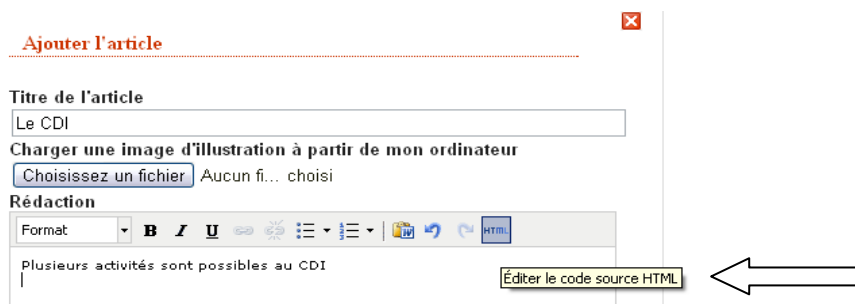 Ajouter l'article
Titre de l'article
Le CDI
Charger une image d'illustration à partir de mon ordinateur
Choisissez un fichier Aucun fi... choisi
Rédaction
Format B I U HTML
Plusieurs activités sont possibles au CDI
Éditer le code source HTML